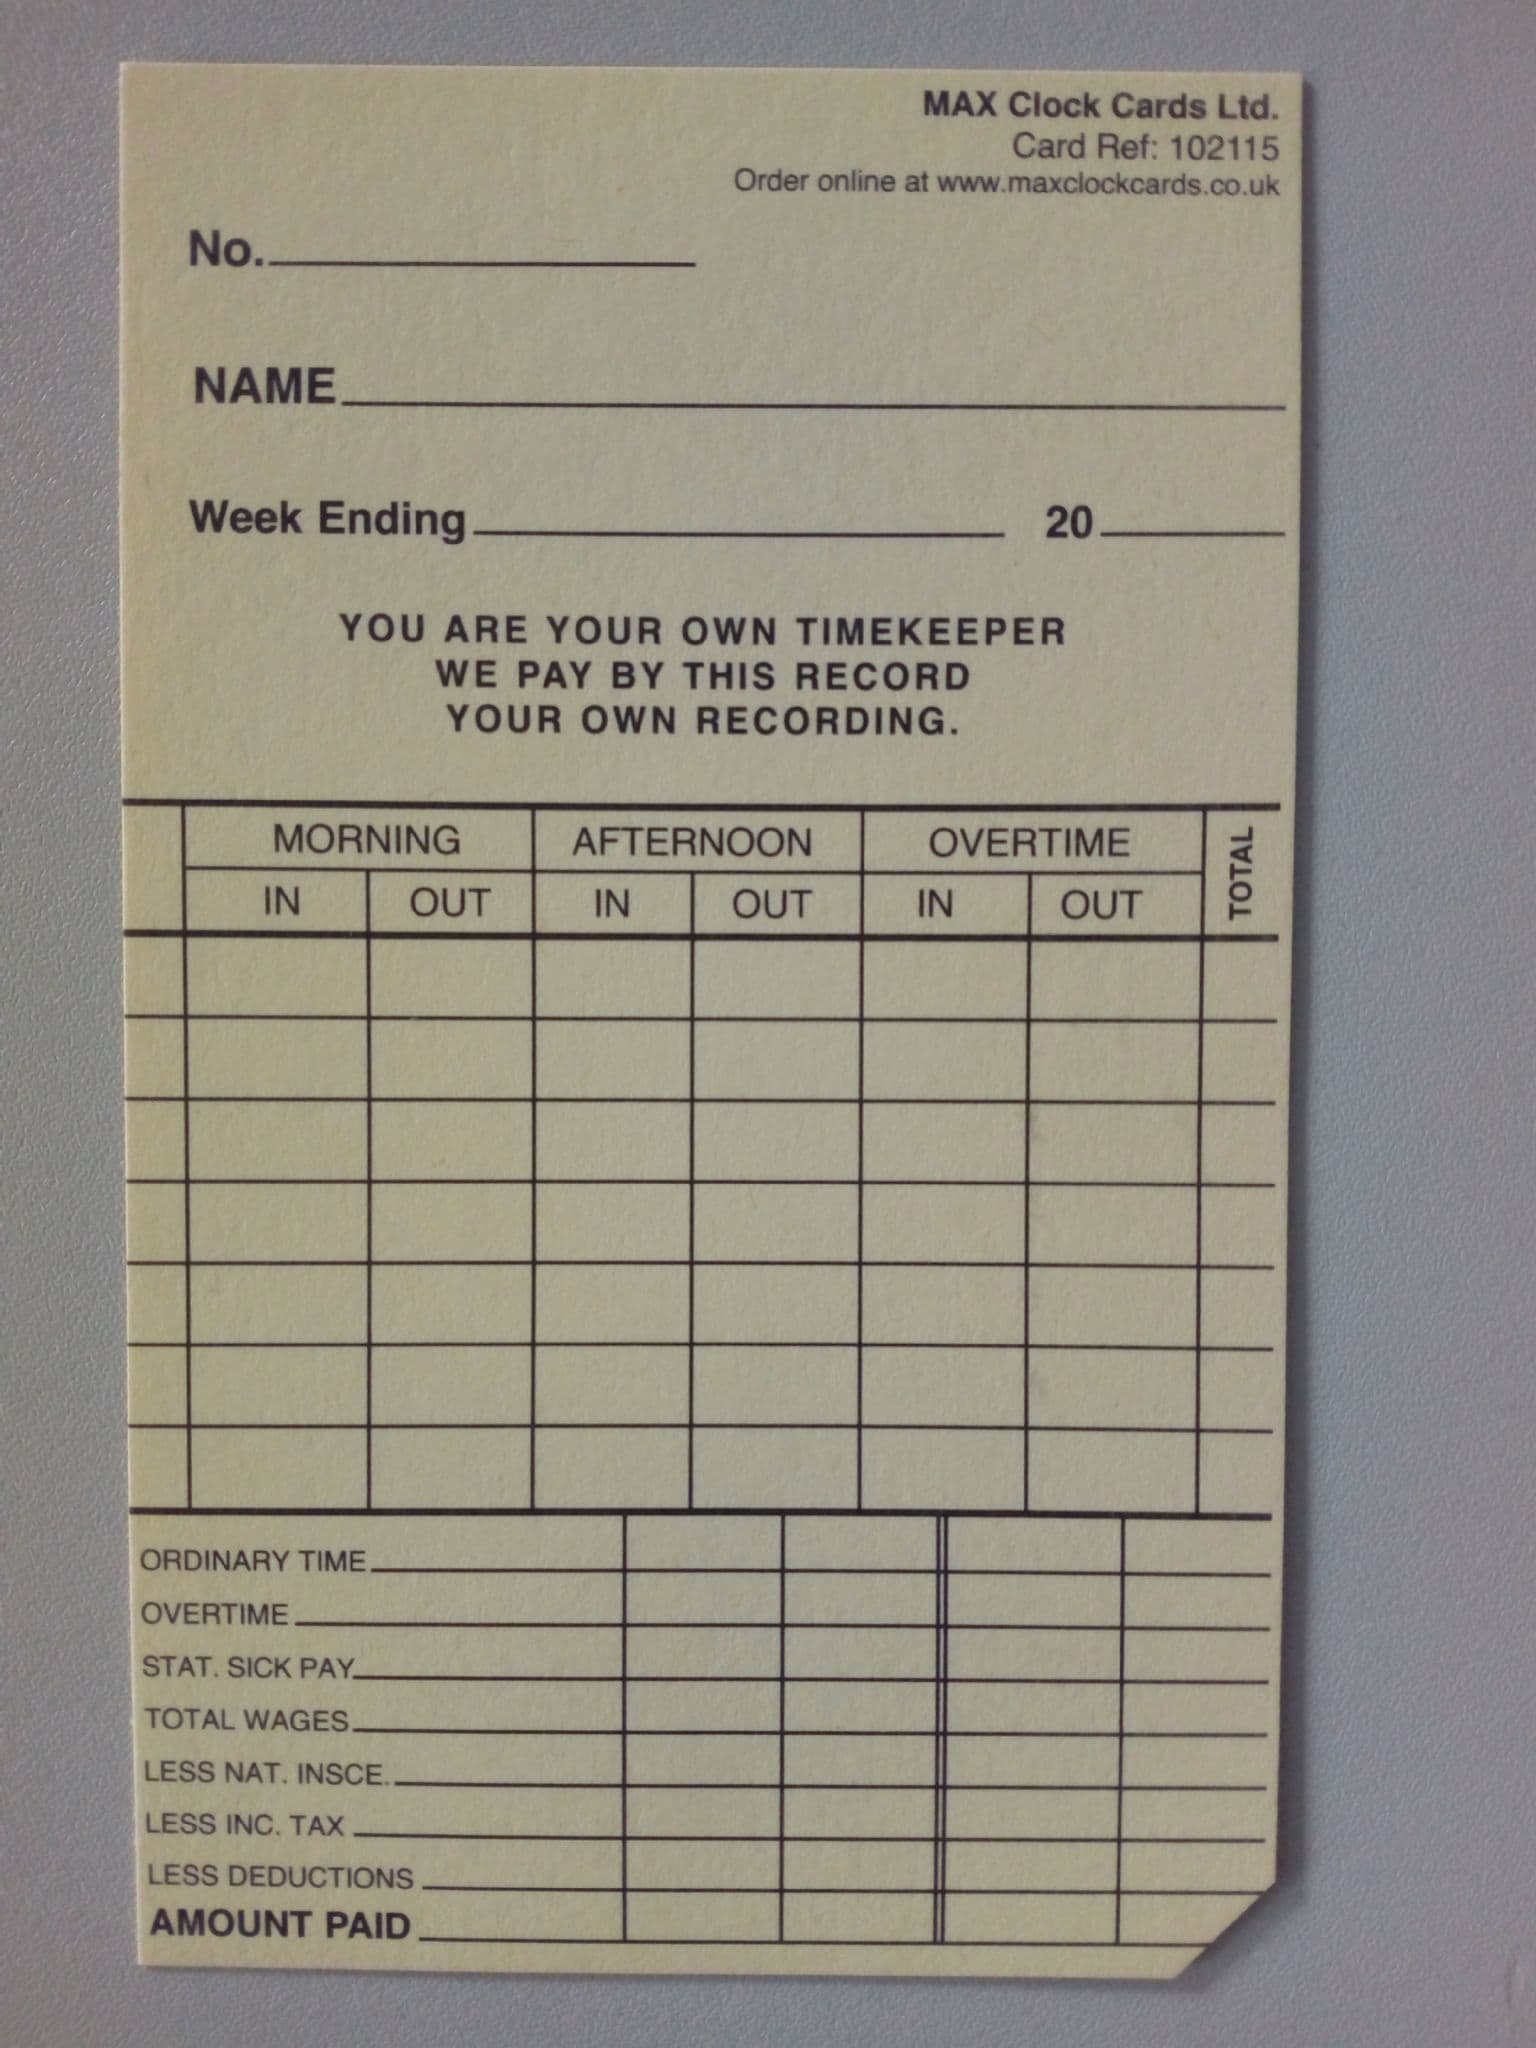 MAX Clock Cards Ltd.
Card Ref: 102115
Order online at www.maxclockcards.co.uk
No.
NAME
Week Ending 20
YOU ARE YOUR OWN TIMEKEEPER
WE PAY BY THIS RECORD
YOUR OWN RECORDING.
MORNING AFTERNOON OVERTIME TOTAL
IN OUT IN OUT IN OUT
ORDINARY TIME
OVERTIME
STAT. SICK PAY
TOTAL WAGES
LESS NAT. INSCE.
LESS INC. TAX
LESS DEDUCTIONS
AMOUNT PAID